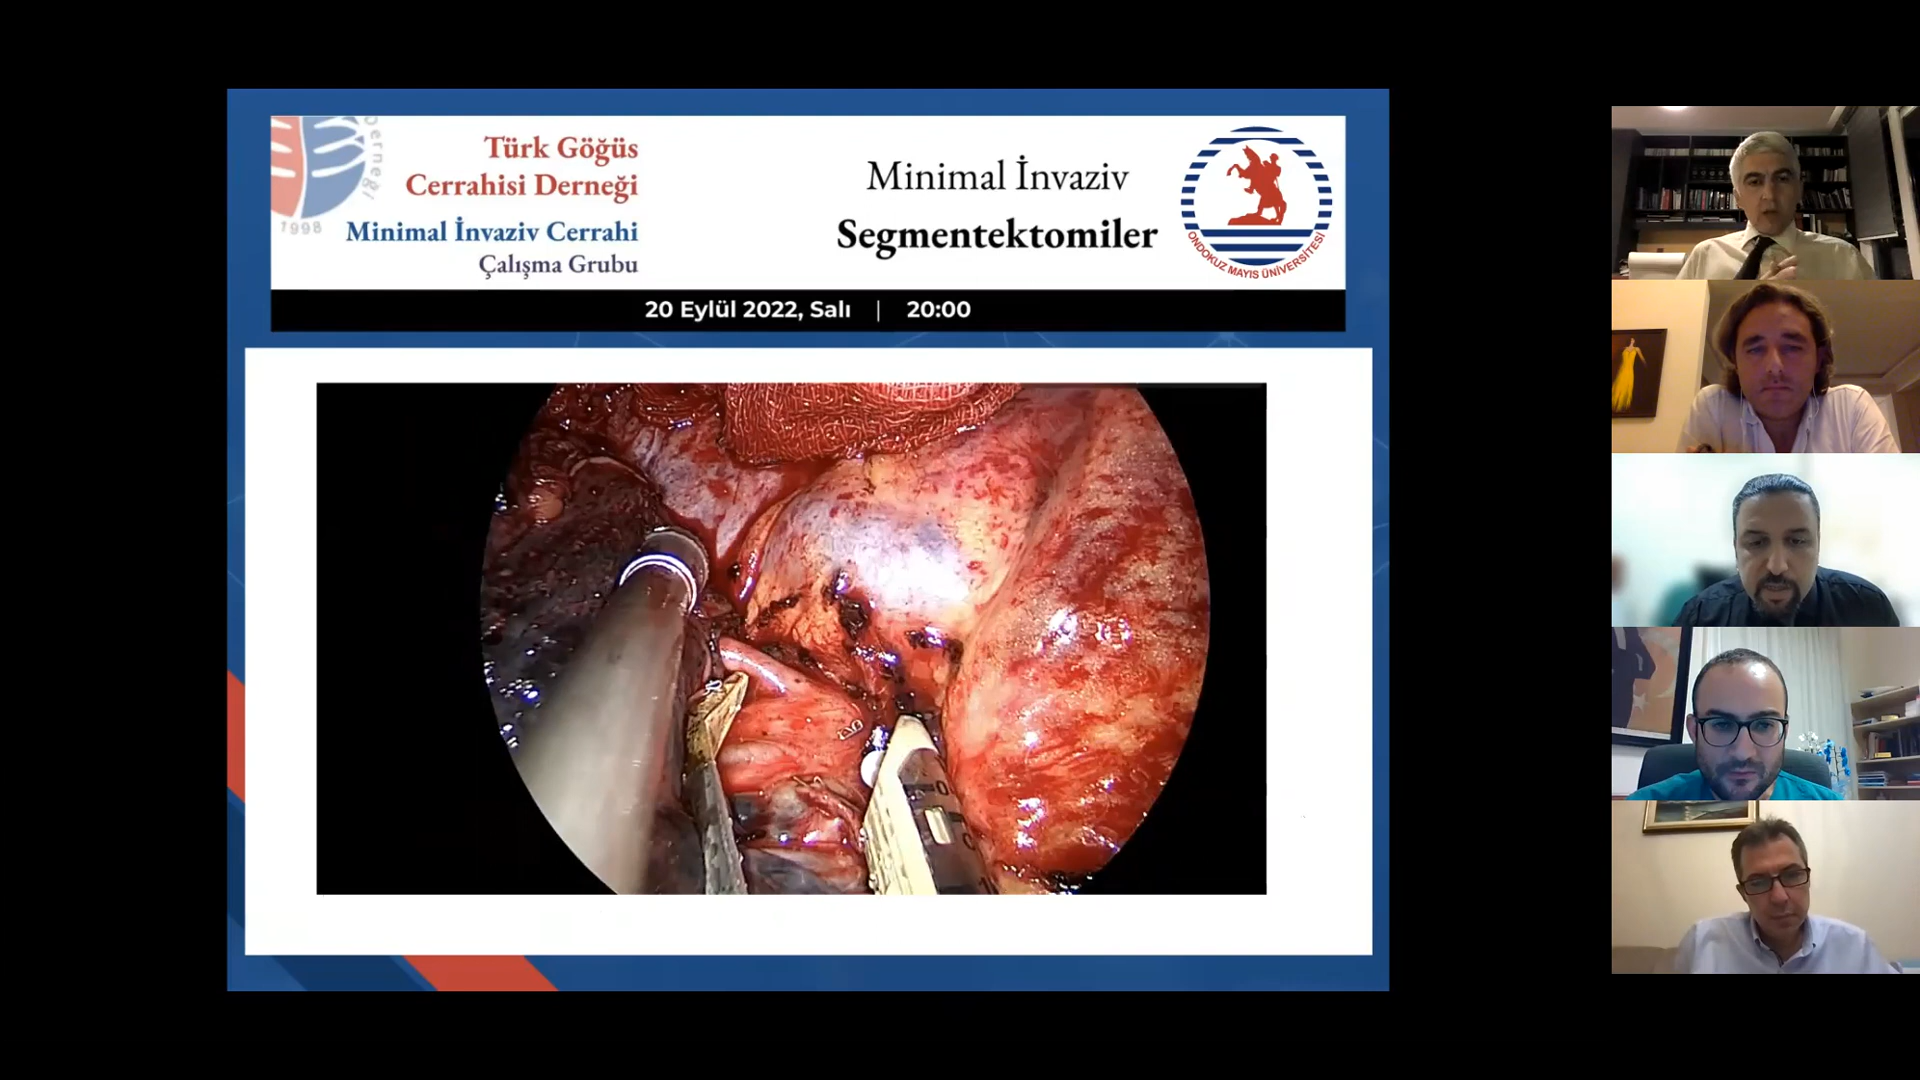 Derneği
1998
Türk Göğüs
Cerrahisi Derneği
Minimal İnvaziv Cerrahi
Çalışma Grubu
Minimal İnvaziv
Segmentektomiler
ONDOKUZ MAYIS ÜNİVERSİTESİ
20 Eylül 2022, Salı | 20:00